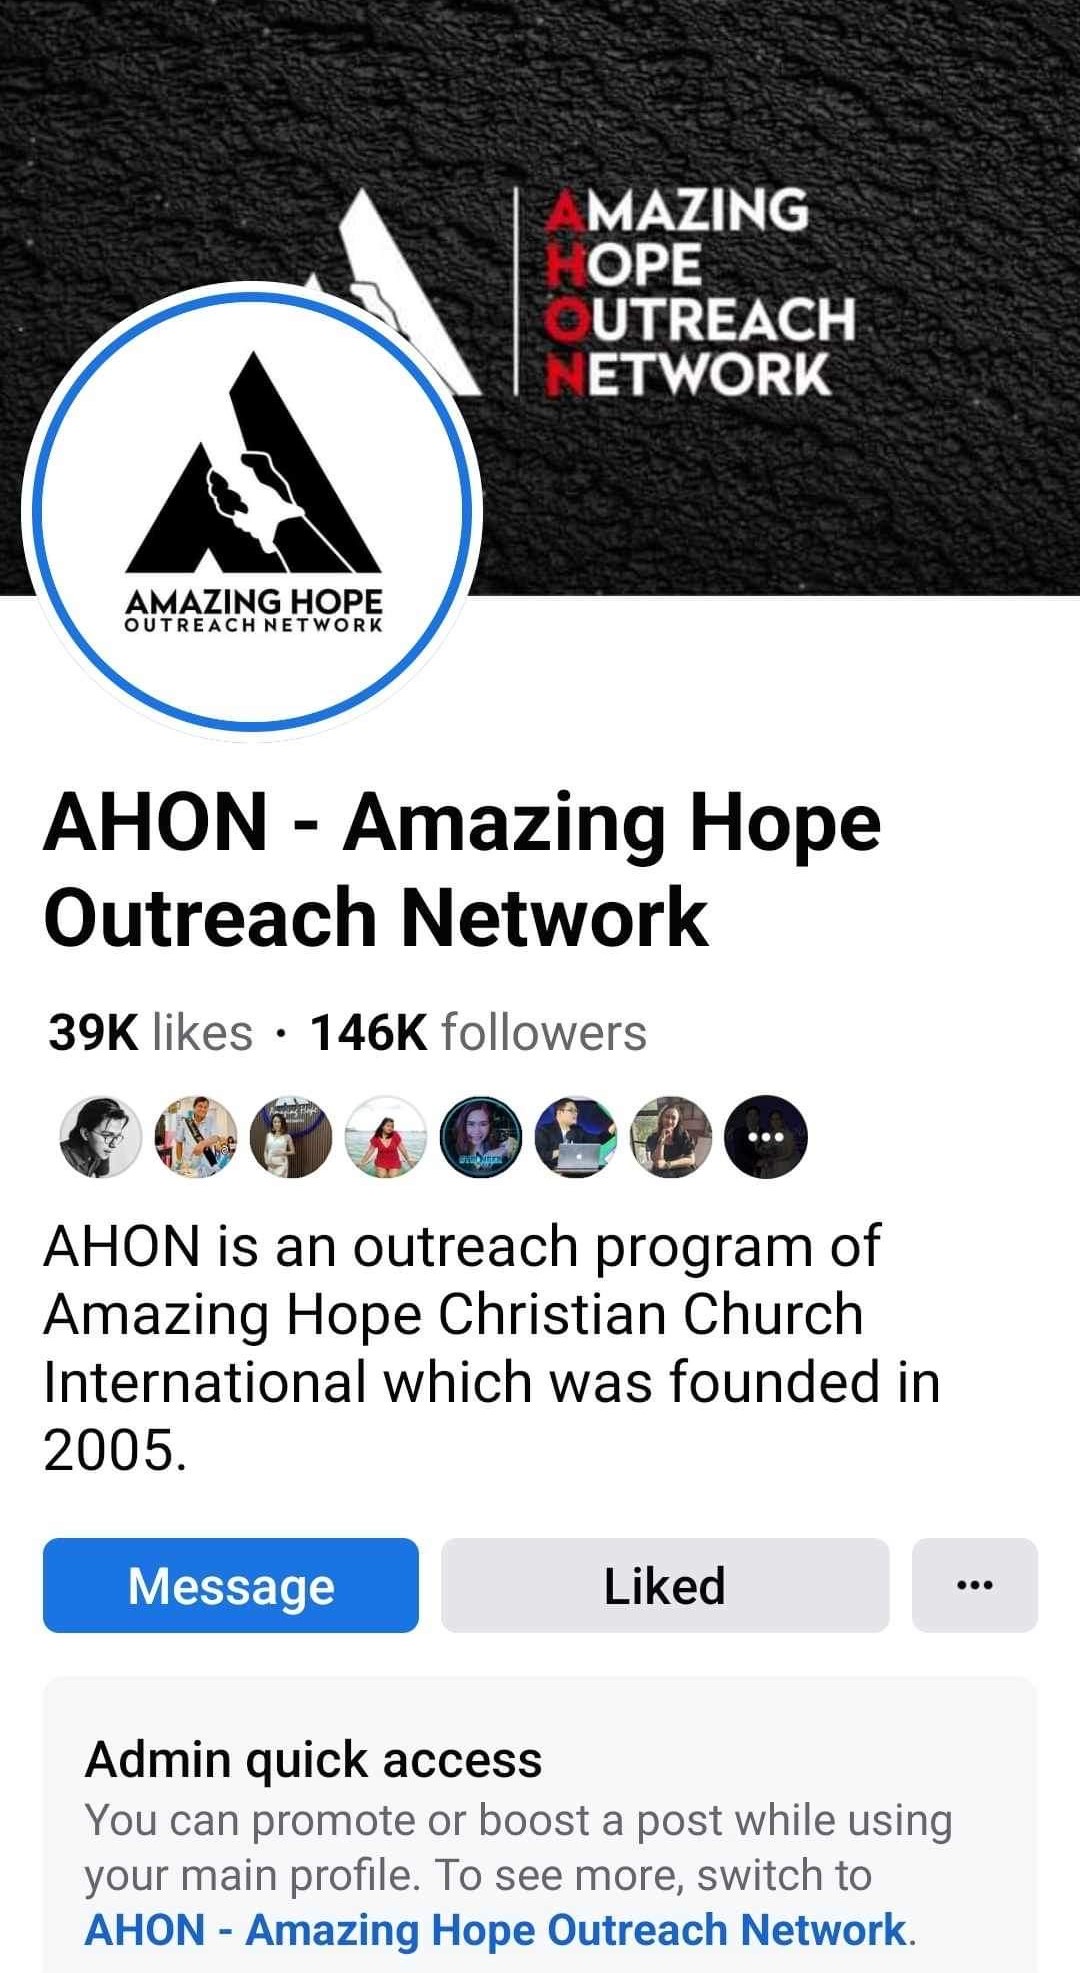 AMAZING
HOPE
OUTREACH
NETWORK
AMAZING HOPE
OUTREACH NETWORK
AHON - Amazing Hope
Outreach Network
39K likes · 146K followers
AHON is an outreach program of
Amazing Hope Christian Church
International which was founded in
2005.
Message
Liked
Admin quick access
You can promote or boost a post while using
your main profile. To see more, switch to
AHON - Amazing Hope Outreach Network.